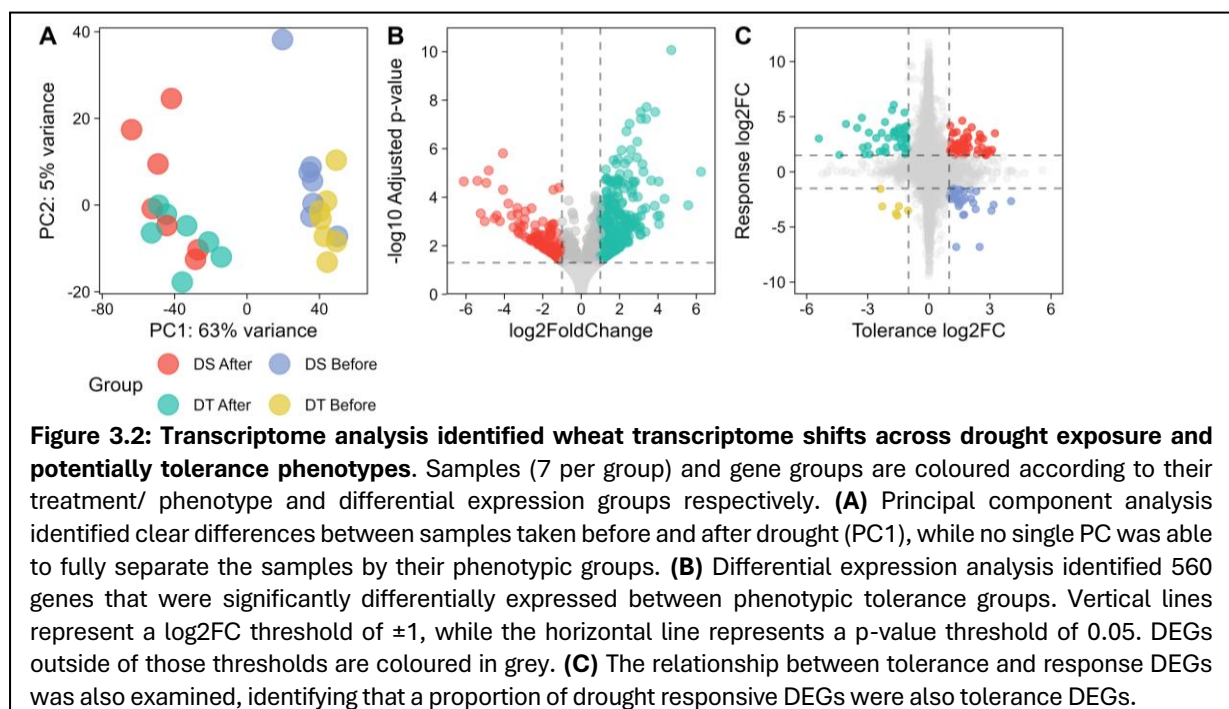 A
B
C
40
20
0
-20
-80
-40
0
40
PC2: 5% variance
PC1: 63% variance
10
8
6
4
2
0
-6
-4
-2
0
2
4
6
-log10 Adjusted p-value
log2FoldChange
10
5
0
-5
-10
-6
-3
0
3
6
Response log2FC
Tolerance log2FC
Group
DS After
DS Before
DT After
DT Before
Figure 3.2: Transcriptome analysis identified wheat transcriptome shifts across drought exposure and
potentially tolerance phenotypes. Samples (7 per group) and gene groups are coloured according to their
treatment/ phenotype and differential expression groups respectively. (A) Principal component analysis
identified clear differences between samples taken before and after drought (PC1), while no single PC was able
to fully separate the samples by their phenotypic groups. (B) Differential expression analysis identified 560
genes that were significantly differentially expressed between phenotypic tolerance groups. Vertical lines
represent a log2FC threshold of ±1, while the horizontal line represents a p-value threshold of 0.05. DEGs
outside of those thresholds are coloured in grey. (C) The relationship between tolerance and response DEGs
was also examined, identifying that a proportion of drought responsive DEGs were also tolerance DEGs.